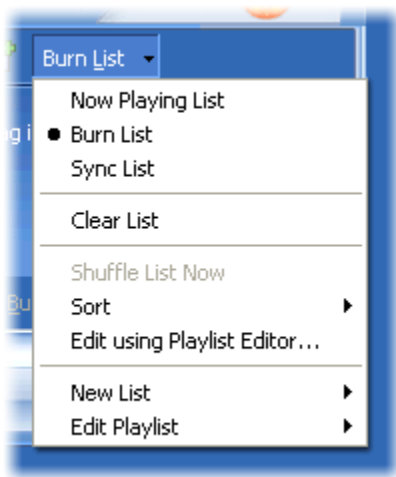 Burn List
Now Playing List
Burn List
Sync List
Clear List
Shuffle List Now
Sort
Edit using Playlist Editor...
New List
Edit Playlist